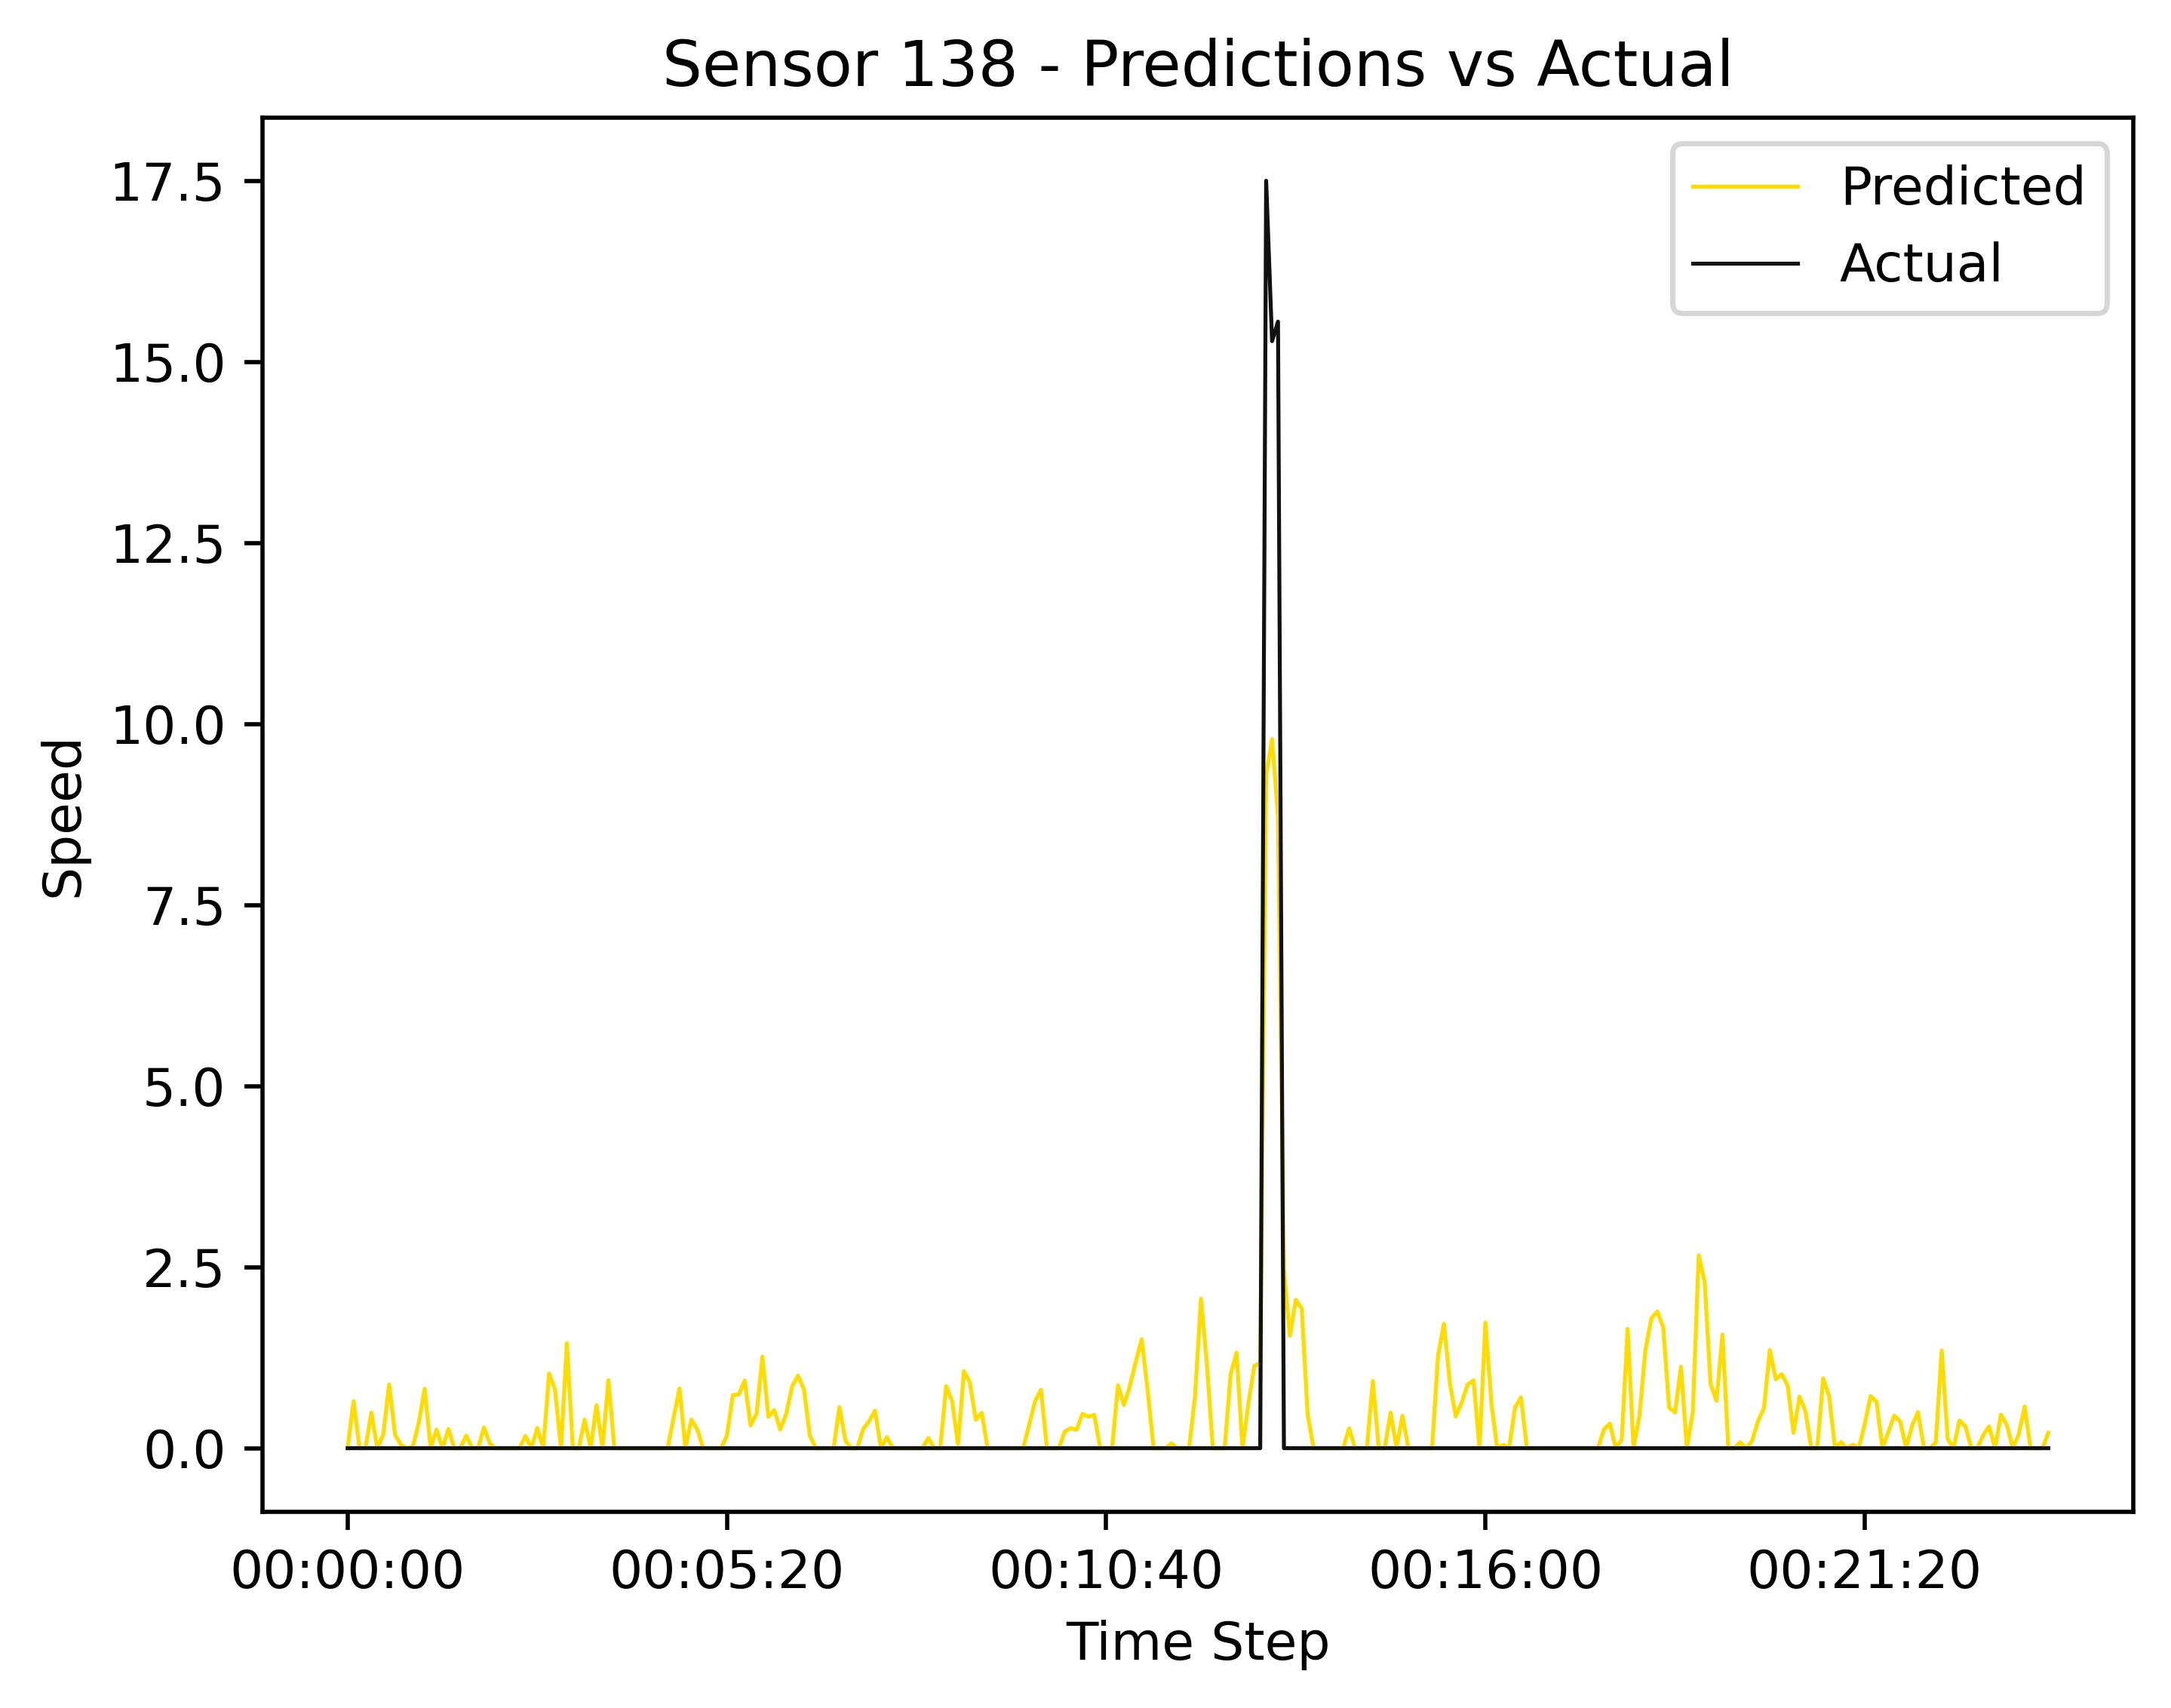 Sensor 138 - Predictions vs Actual
Predicted
Actual
17.5
15.0
12.5
10.0
7.5
5.0
2.5
0.0
Speed
00:00:00 00:05:20 00:10:40 00:16:00 00:21:20
Time Step